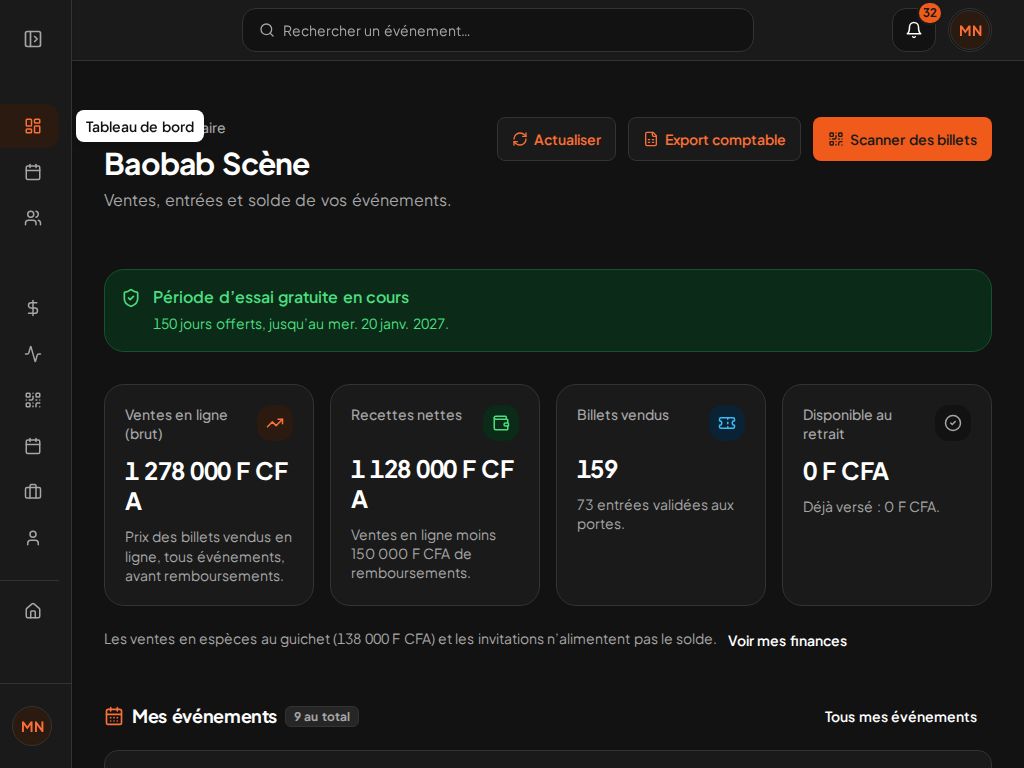 Rechercher un événement…
32
MN
Tableau de bord
Actualiser
Export comptable
Scanner des billets
Baobab Scène
Ventes, entrées et solde de vos événements.
Période d’essai gratuite en cours
150 jours offerts, jusqu’au mer. 20 janv. 2027.
Ventes en ligne
(brut)
1 278 000 F CF
A
Prix des billets vendus en
ligne, tous événements,
avant remboursements.
Recettes nettes
1 128 000 F CF
A
Ventes en ligne moins
150 000 F CFA de
remboursements.
Billets vendus
159
73 entrées validées aux
portes.
Disponible au
retrait
0 F CFA
Déjà versé : 0 F CFA.
Les ventes en espèces au guichet (138 000 F CFA) et les invitations n’alimentent pas le solde.
Voir mes finances
Mes événements
9 au total
Tous mes événements
MN